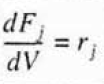 dF_j/dV = r_j